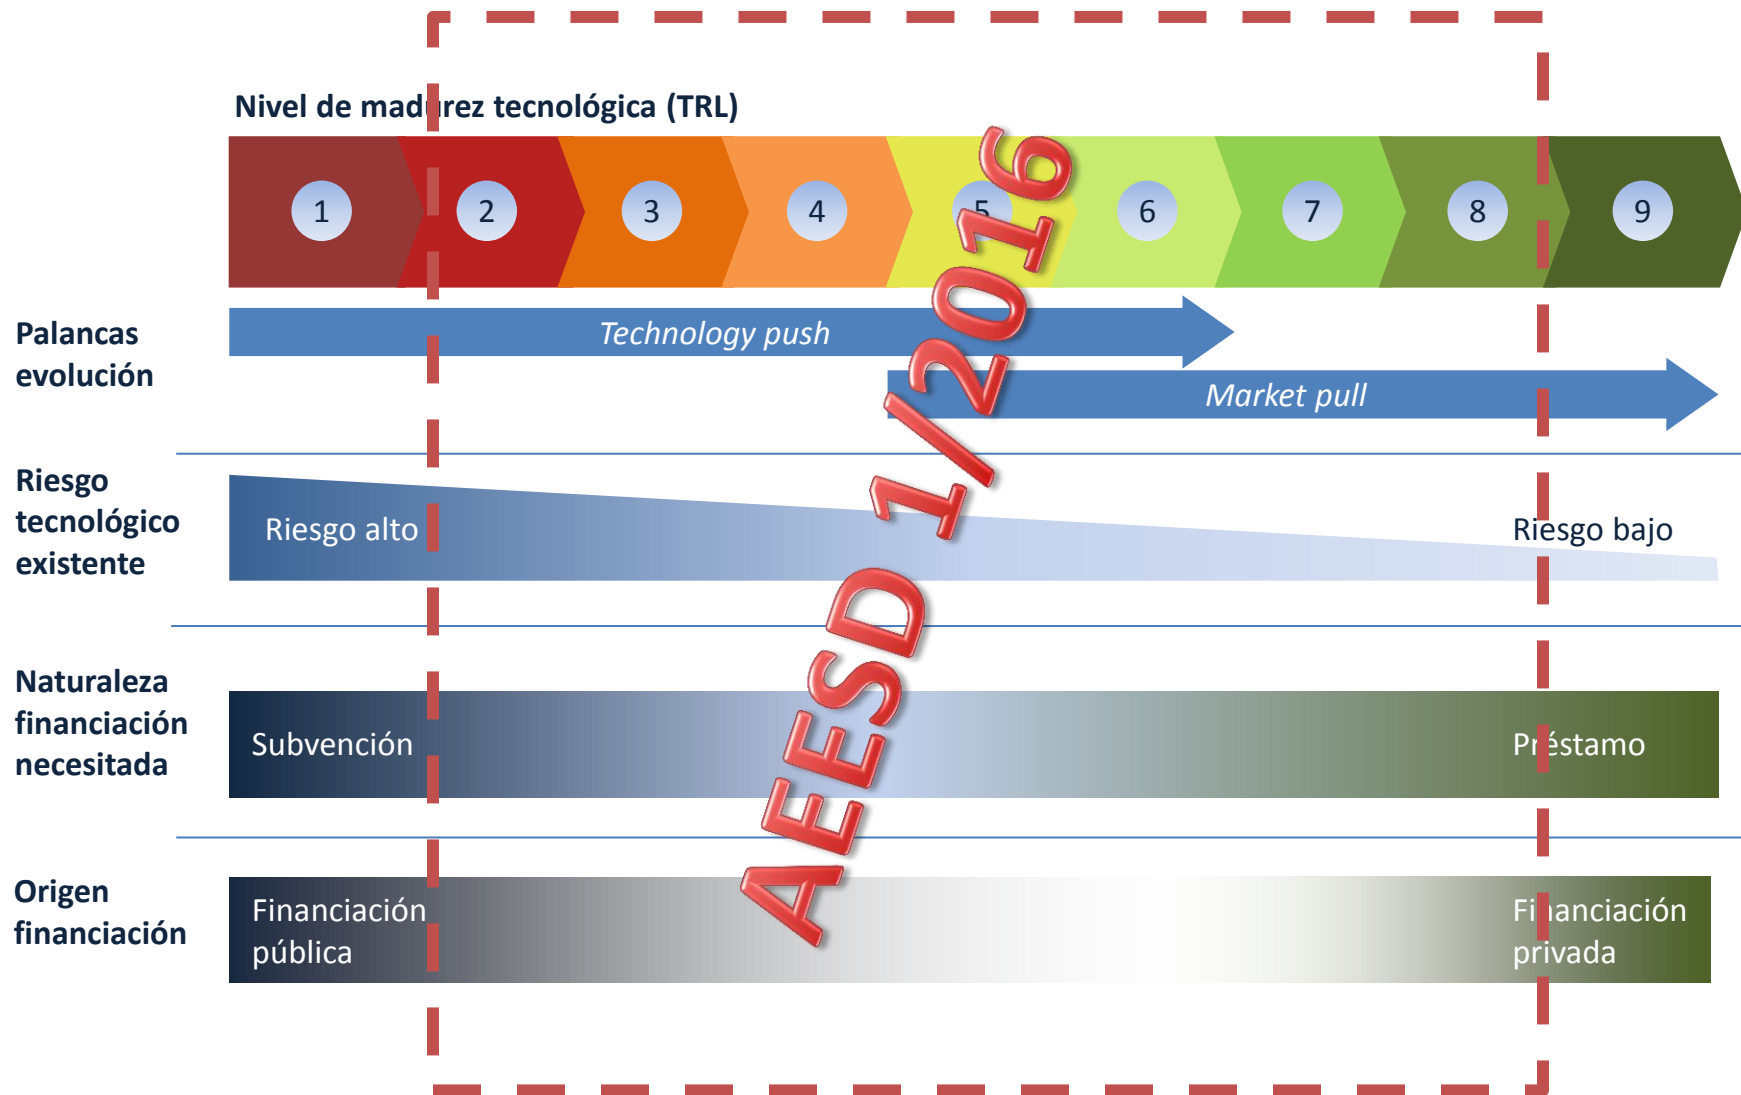 Nivel de madurez tecnológica (TRL)
1 2 3 4 5 6 7 8 9
Palancas
evolución
Technology push
Market pull
Riesgo
tecnológico
existente
Riesgo alto
Riesgo bajo
Naturaleza
financiación
necesitada
Subvención
Préstamo
Origen
financiación
Financiación
pública
Financiación
privada
AEESD 1/2016